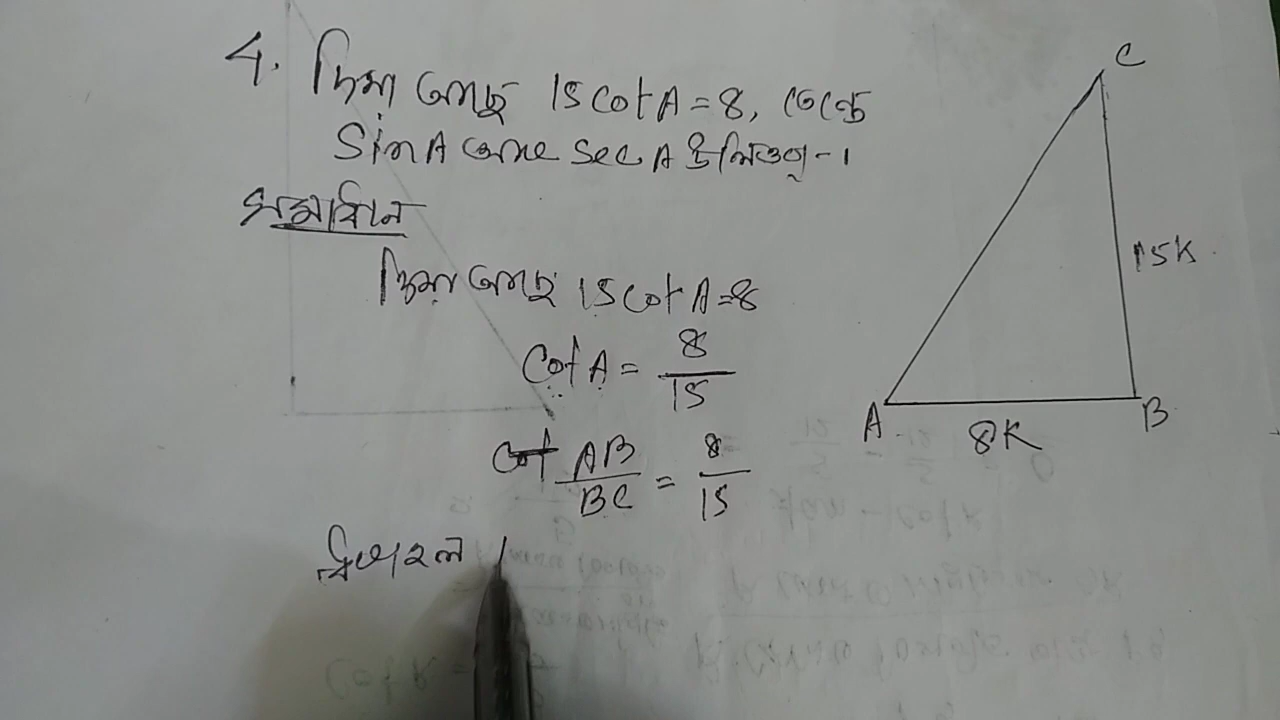 4. দিয়া আছে 15 cot A = 8, তেন্তে
Sin A আৰু sec A উলিওৱা ।
সমাধান
দিয়া আছে 15 cot A = 8
Cot A = 8/15
AB/BC = 8/15
C
15K
A
8K
B